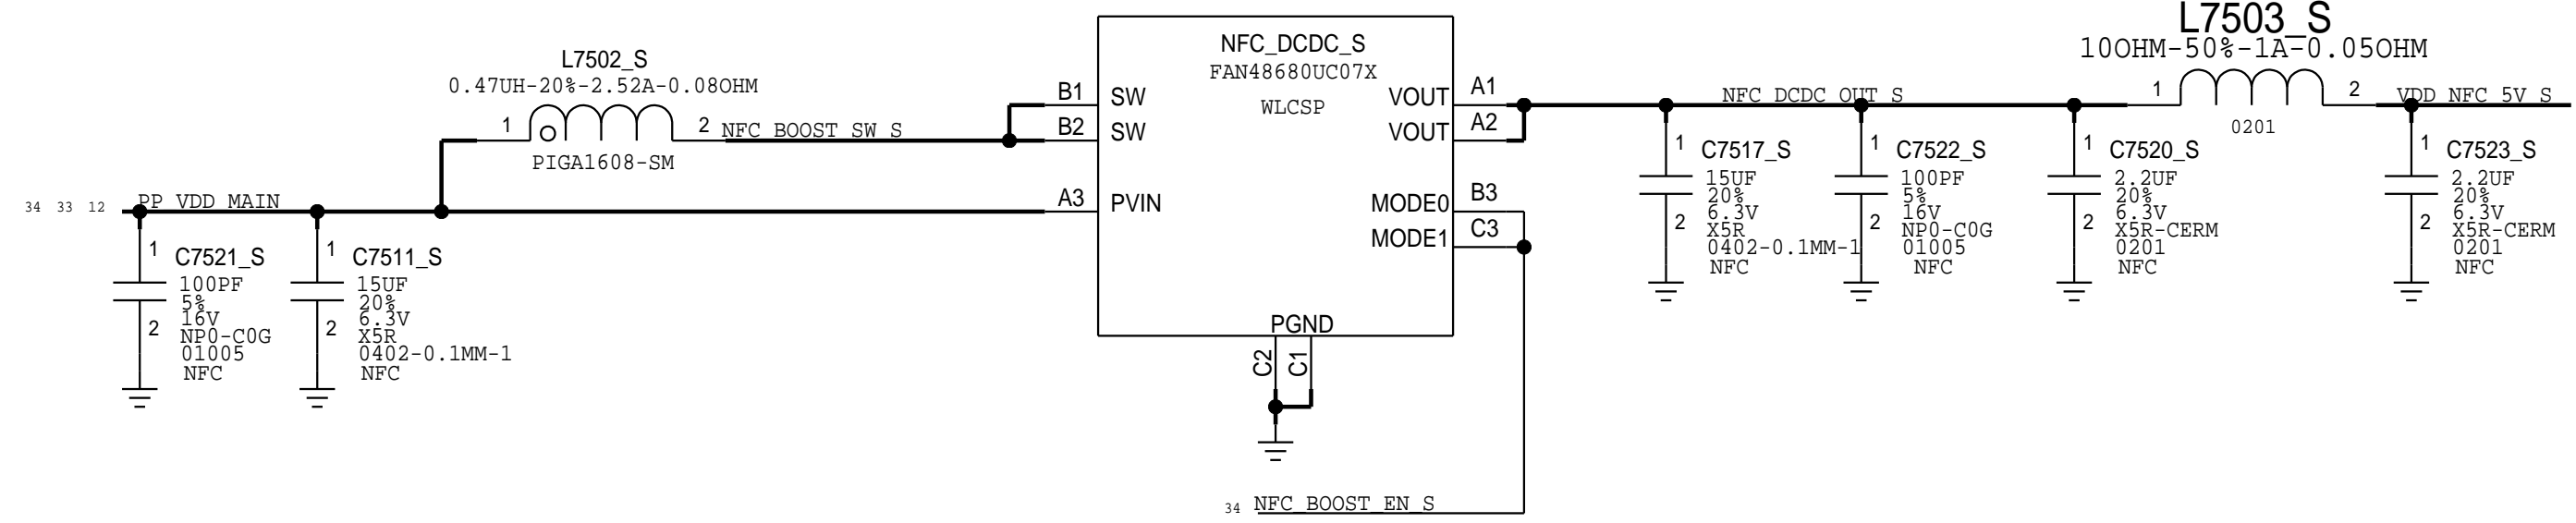 L7502_S
0.47UH-20%-2.52A-0.08OHM
1
2
NFC_BOOST_SW_S
PIGA1608-SM
34 33 12
PP_VDD_MAIN
1
C7521_S
100PF
5%
16V
2
NP0-C0G
01005
NFC
1
C7511_S
15UF
20%
6.3V
2
X5R
0402-0.1MM-1
NFC
NFC_DCDC_S
FAN48680UC07X
WLCSP
B1
SW
B2
SW
A3
PVIN
VOUT
A1
VOUT
A2
MODE0
B3
MODE1
C3
PGND
C2
C1
34 NFC_BOOST_EN_S
NFC_DCDC_OUT_S
1
C7517_S
15UF
20%
6.3V
2
X5R
0402-0.1MM-1
NFC
1
C7522_S
100PF
5%
16V
2
NP0-C0G
01005
NFC
1
C7520_S
2.2UF
20%
6.3V
2
X5R-CERM
0201
NFC
L7503_S
10OHM-50%-1A-0.05OHM
1
2
0201
VDD_NFC_5V_S
1
C7523_S
2.2UF
20%
6.3V
2
X5R-CERM
0201
NFC